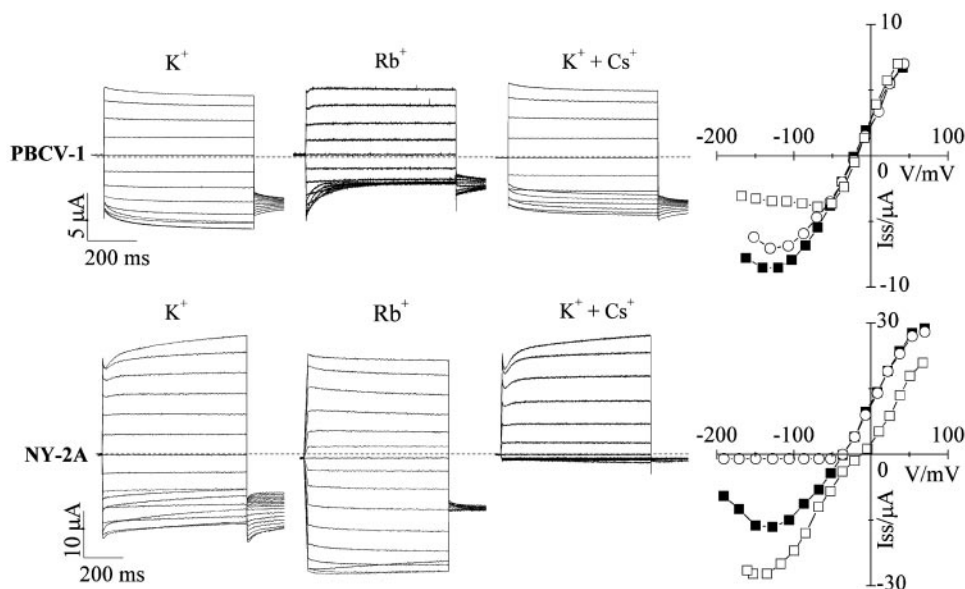 K+
Rb+
K+ + Cs+
PBCV-1
5 µA
200 ms
10
-200
-100
0
100
V/mV
Iss/µA
-10
K+
Rb+
K+ + Cs+
NY-2A
10 µA
200 ms
30
-200
-100
0
100
V/mV
Iss/µA
-30